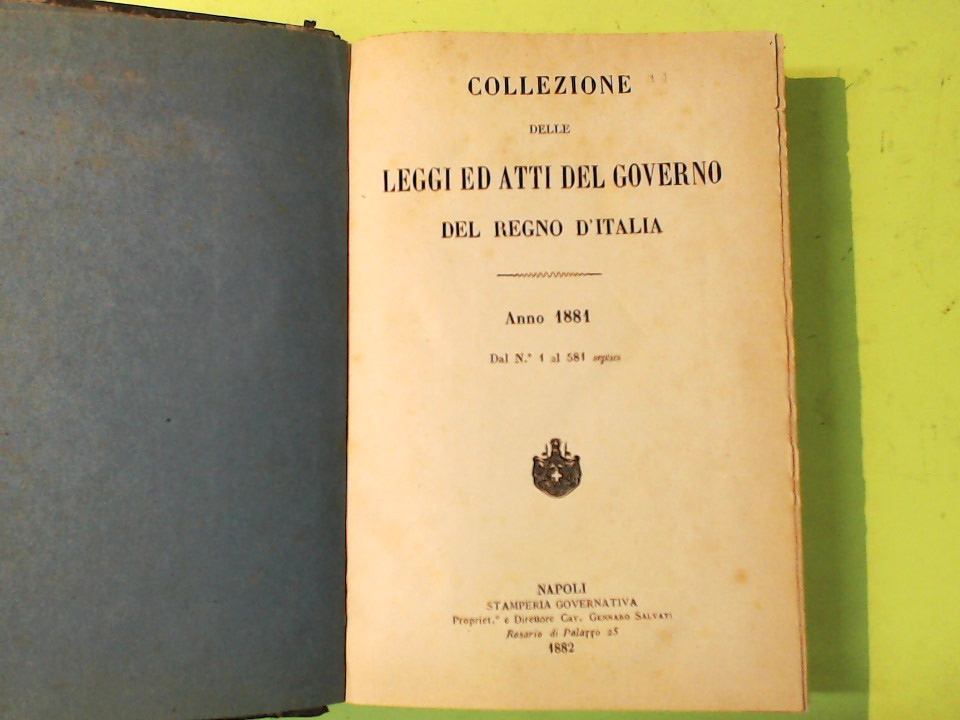 COLLEZIONE
DELLE
LEGGI ED ATTI DEL GOVERNO
DEL REGNO D'ITALIA
Anno 1881
Dal N.° 1 al 581 septies
NAPOLI
STAMPERIA GOVERNATIVA
Propriet.° e Direttore CAV. GENNARO SALVATI
Rosario di Palazzo 25
1882